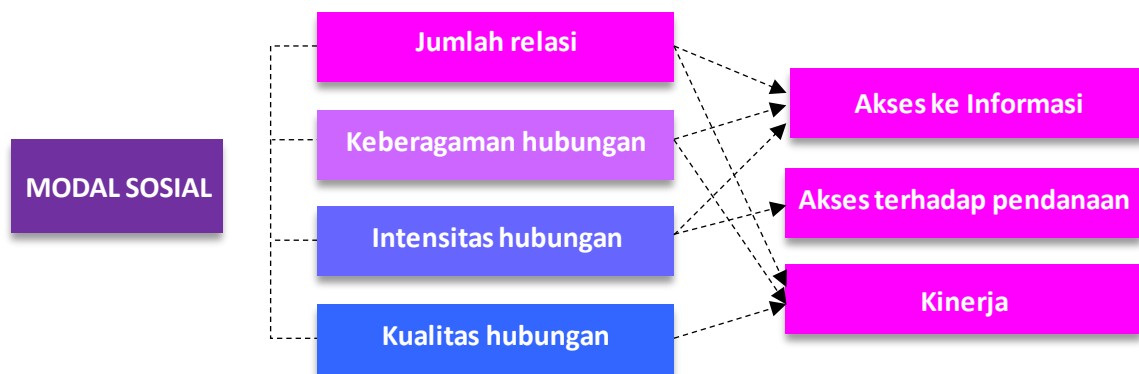 MODAL SOSIAL
Jumlah relasi
Keberagaman hubungan
Intensitas hubungan
Kualitas hubungan
Akses ke Informasi
Akses terhadap pendanaan
Kinerja